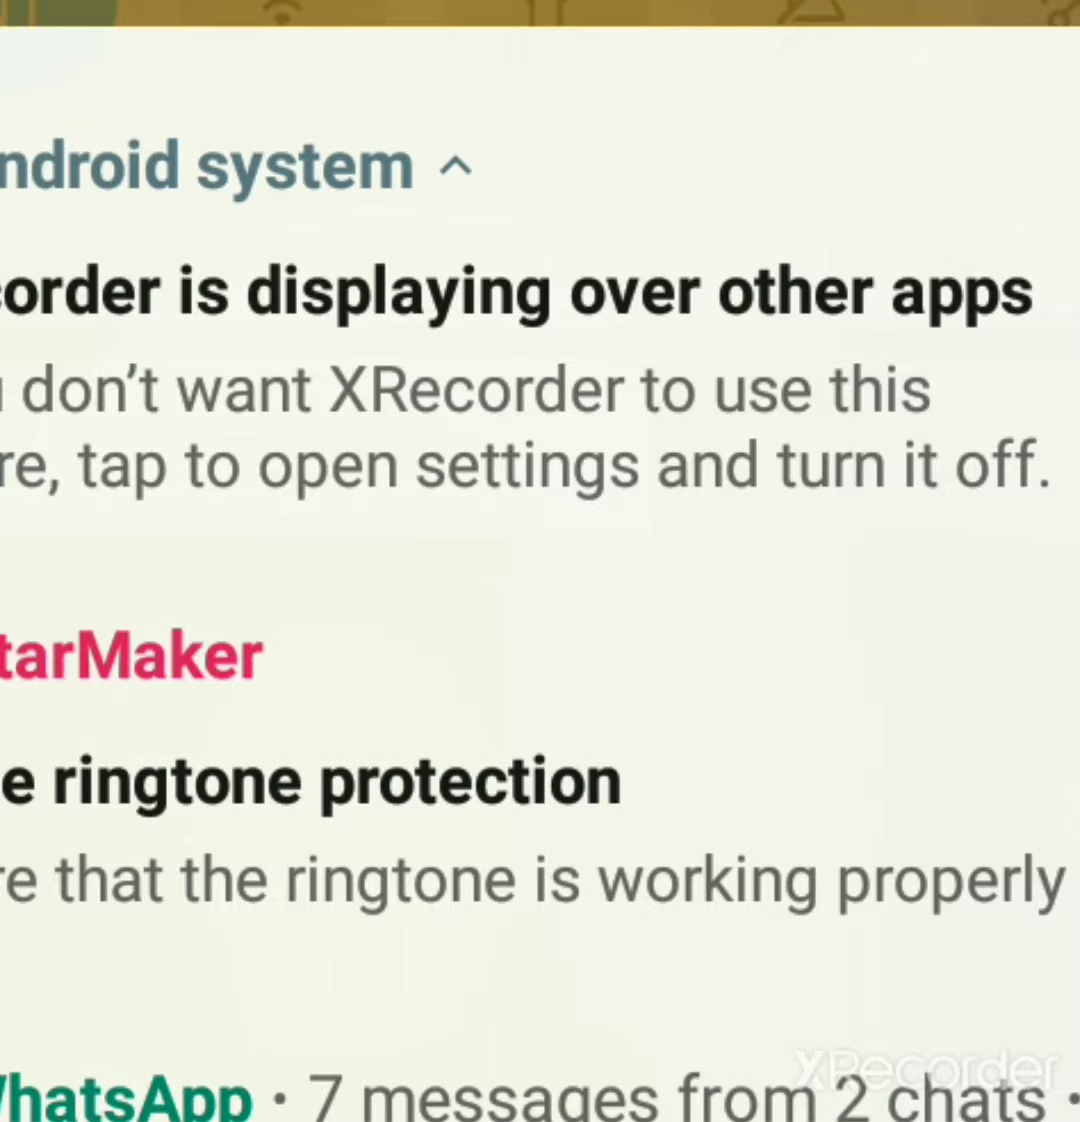 ndroid system
corder is displaying over other apps
don't want XRecorder to use this
re, tap to open settings and turn it off.
tarMaker
e ringtone protection
re that the ringtone is working properly
WhatsApp · 7 messages from 2 chats ·
XRecorder